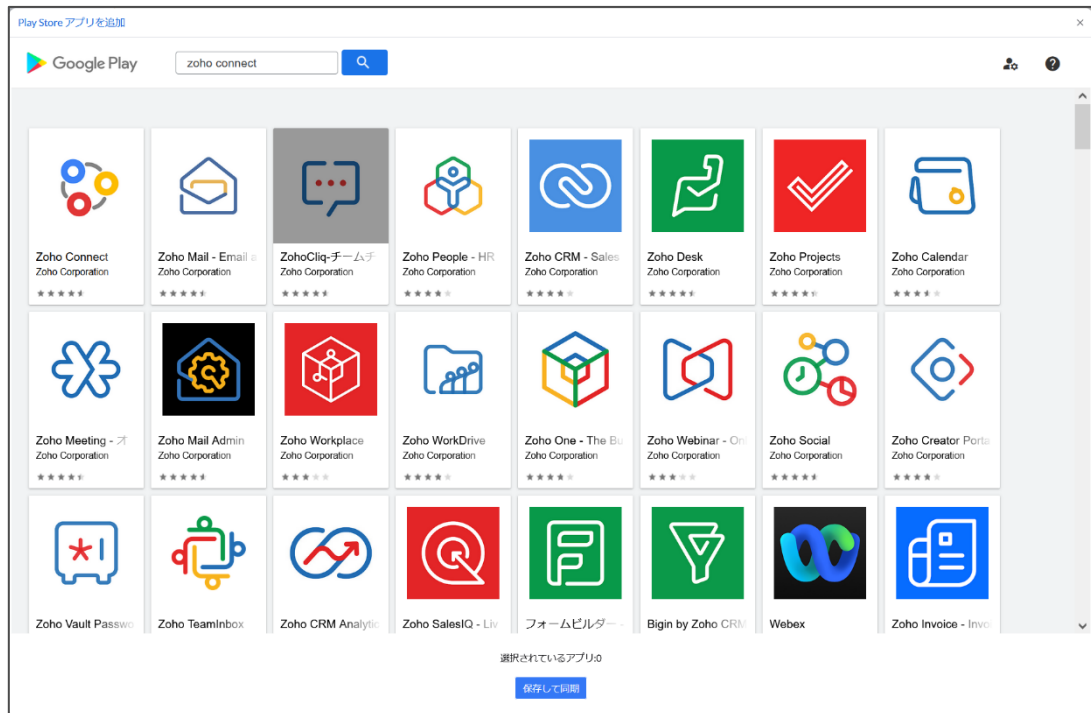 Play Store アプリを追加
Google Play
zoho connect
Zoho Connect
Zoho Corporation
Zoho Mail - Email a
Zoho Corporation
ZohoCliq-チームチ
Zoho Corporation
Zoho People - HR
Zoho Corporation
Zoho CRM - Sales
Zoho Corporation
Zoho Desk
Zoho Corporation
Zoho Projects
Zoho Corporation
Zoho Calendar
Zoho Corporation
Zoho Meeting - オ
Zoho Corporation
Zoho Mail Admin
Zoho Corporation
Zoho Workplace
Zoho Corporation
Zoho WorkDrive
Zoho Corporation
Zoho One - The Bu
Zoho Corporation
Zoho Webinar - On
Zoho Corporation
Zoho Social
Zoho Corporation
Zoho Creator Porta
Zoho Corporation
Zoho Vault Passwo
Zoho TeamInbox
Zoho CRM Analytic
Zoho SalesIQ - Liv
フォームビルダー -
Bigin by Zoho CRM
Webex
Zoho Invoice - Invoi
選択されているアプリ:0
保存して同期